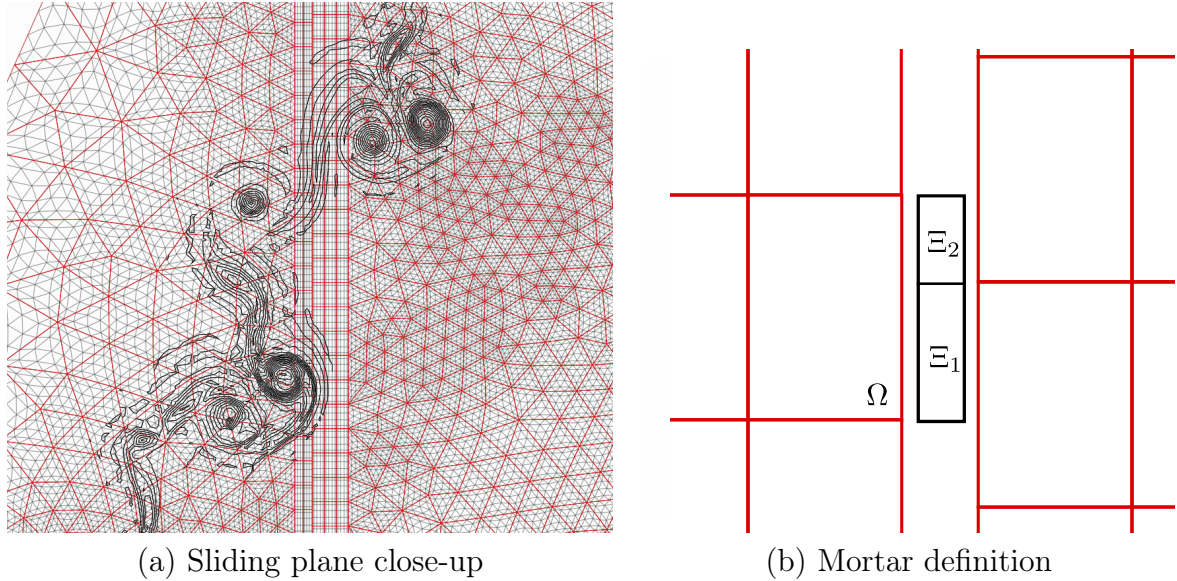 Ξ₂
Ξ₁
Ω
(a) Sliding plane close-up
(b) Mortar definition